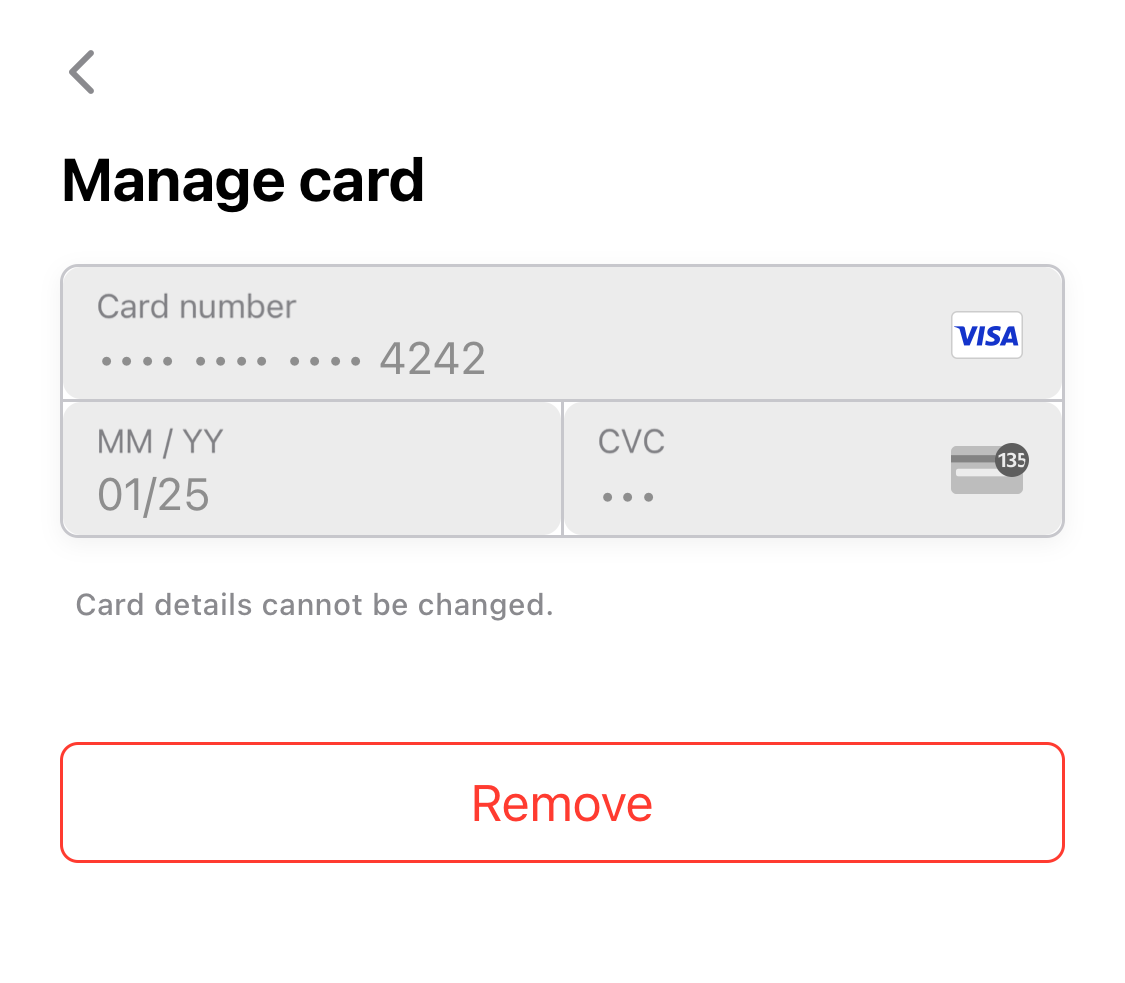 Manage card
Card number
•••• •••• •••• 4242
VISA
MM / YY
01/25
CVC
•••
135
Card details cannot be changed.
Remove